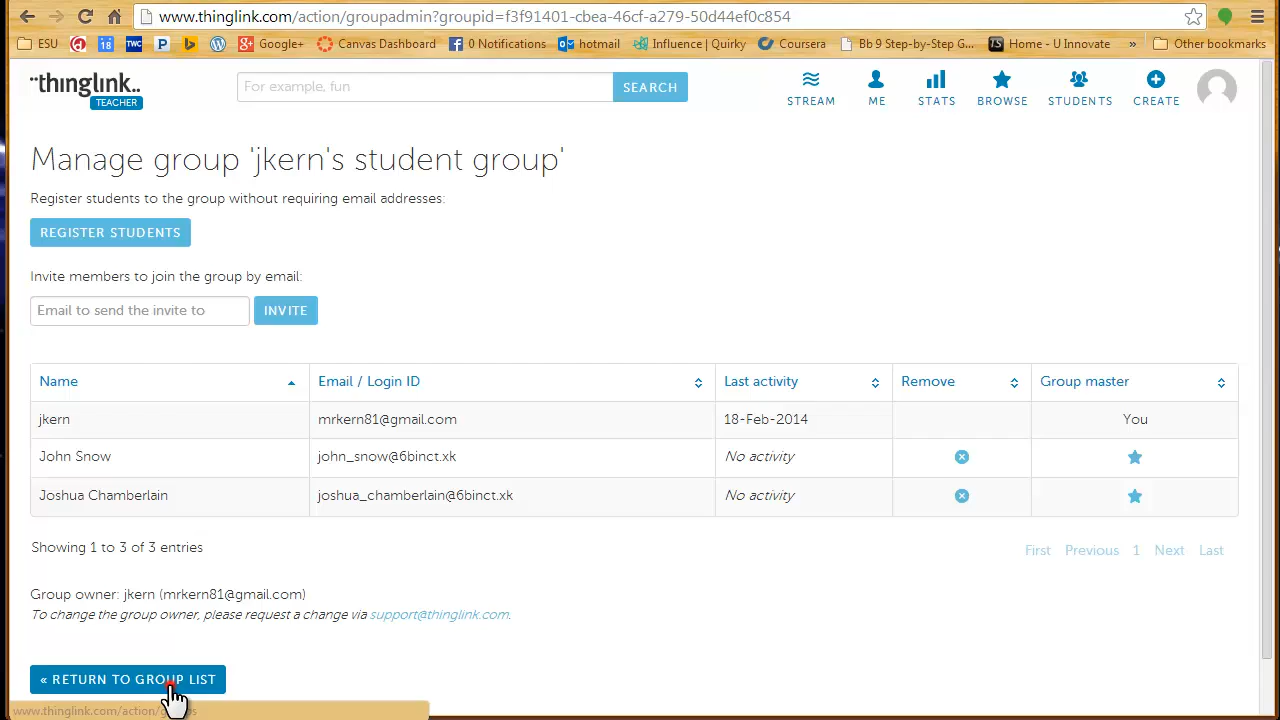 www.thinglink.com/action/groupadmin?groupid=f3f91401-cbea-46cf-a279-50d44ef0c854
ESU 18 TWC P Google+ Canvas Dashboard 0 Notifications hotmail Influence | Quirky Coursera Bb 9 Step-by-Step G... TS Home - U Innovate » Other bookmarks
thinglink..
TEACHER
For example, fun
SEARCH
STREAM ME STATS BROWSE STUDENTS CREATE
Manage group 'jkern's student group'
Register students to the group without requiring email addresses:
REGISTER STUDENTS
Invite members to join the group by email:
Email to send the invite to INVITE
Name Email / Login ID Last activity Remove Group master
jkern mrkern81@gmail.com 18-Feb-2014 You
John Snow john_snow@6binct.xk No activity
Joshua Chamberlain joshua_chamberlain@6binct.xk No activity
Showing 1 to 3 of 3 entries First Previous 1 Next Last
Group owner: jkern (mrkern81@gmail.com)
To change the group owner, please request a change via support@thinglink.com.
« RETURN TO GROUP LIST